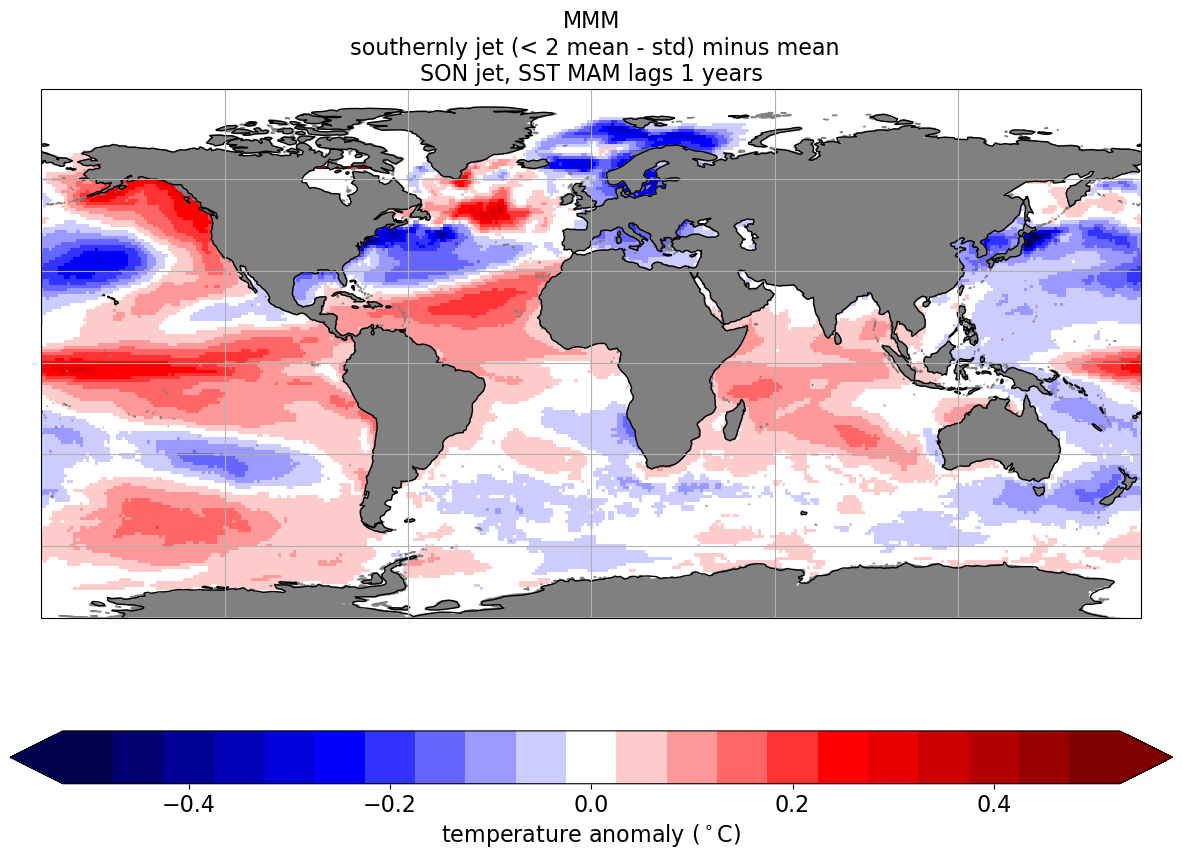 MMM
southernly jet (< 2 mean - std) minus mean
SON jet, SST MAM lags 1 years
−0.4 −0.2 0.0 0.2 0.4
temperature anomaly (°C)